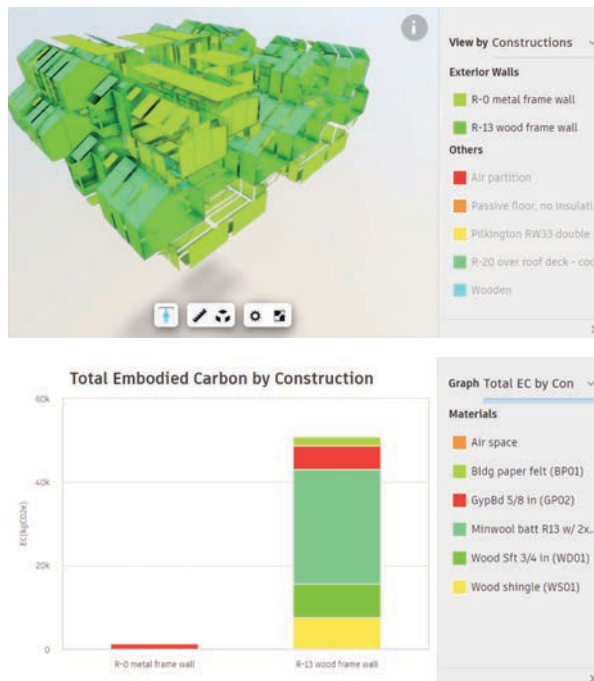 i
View by Constructions
Exterior Walls
R-0 metal frame wall
R-13 wood frame wall
Others
Air partition
Passive floor, no insulati
Pilkington RW33 double
R-20 over roof deck - coo
Wooden
Total Embodied Carbon by Construction
60k
40k
20k
0
EC(kgCO2e)
R-0 metal frame wall
R-13 wood frame wall
Graph Total EC by Con
Materials
Air space
Bldg paper felt (BP01)
GypBd 5/8 in (GP02)
Minwool batt R13 w/ 2x..
Wood Sft 3/4 in (WD01)
Wood shingle (WS01)